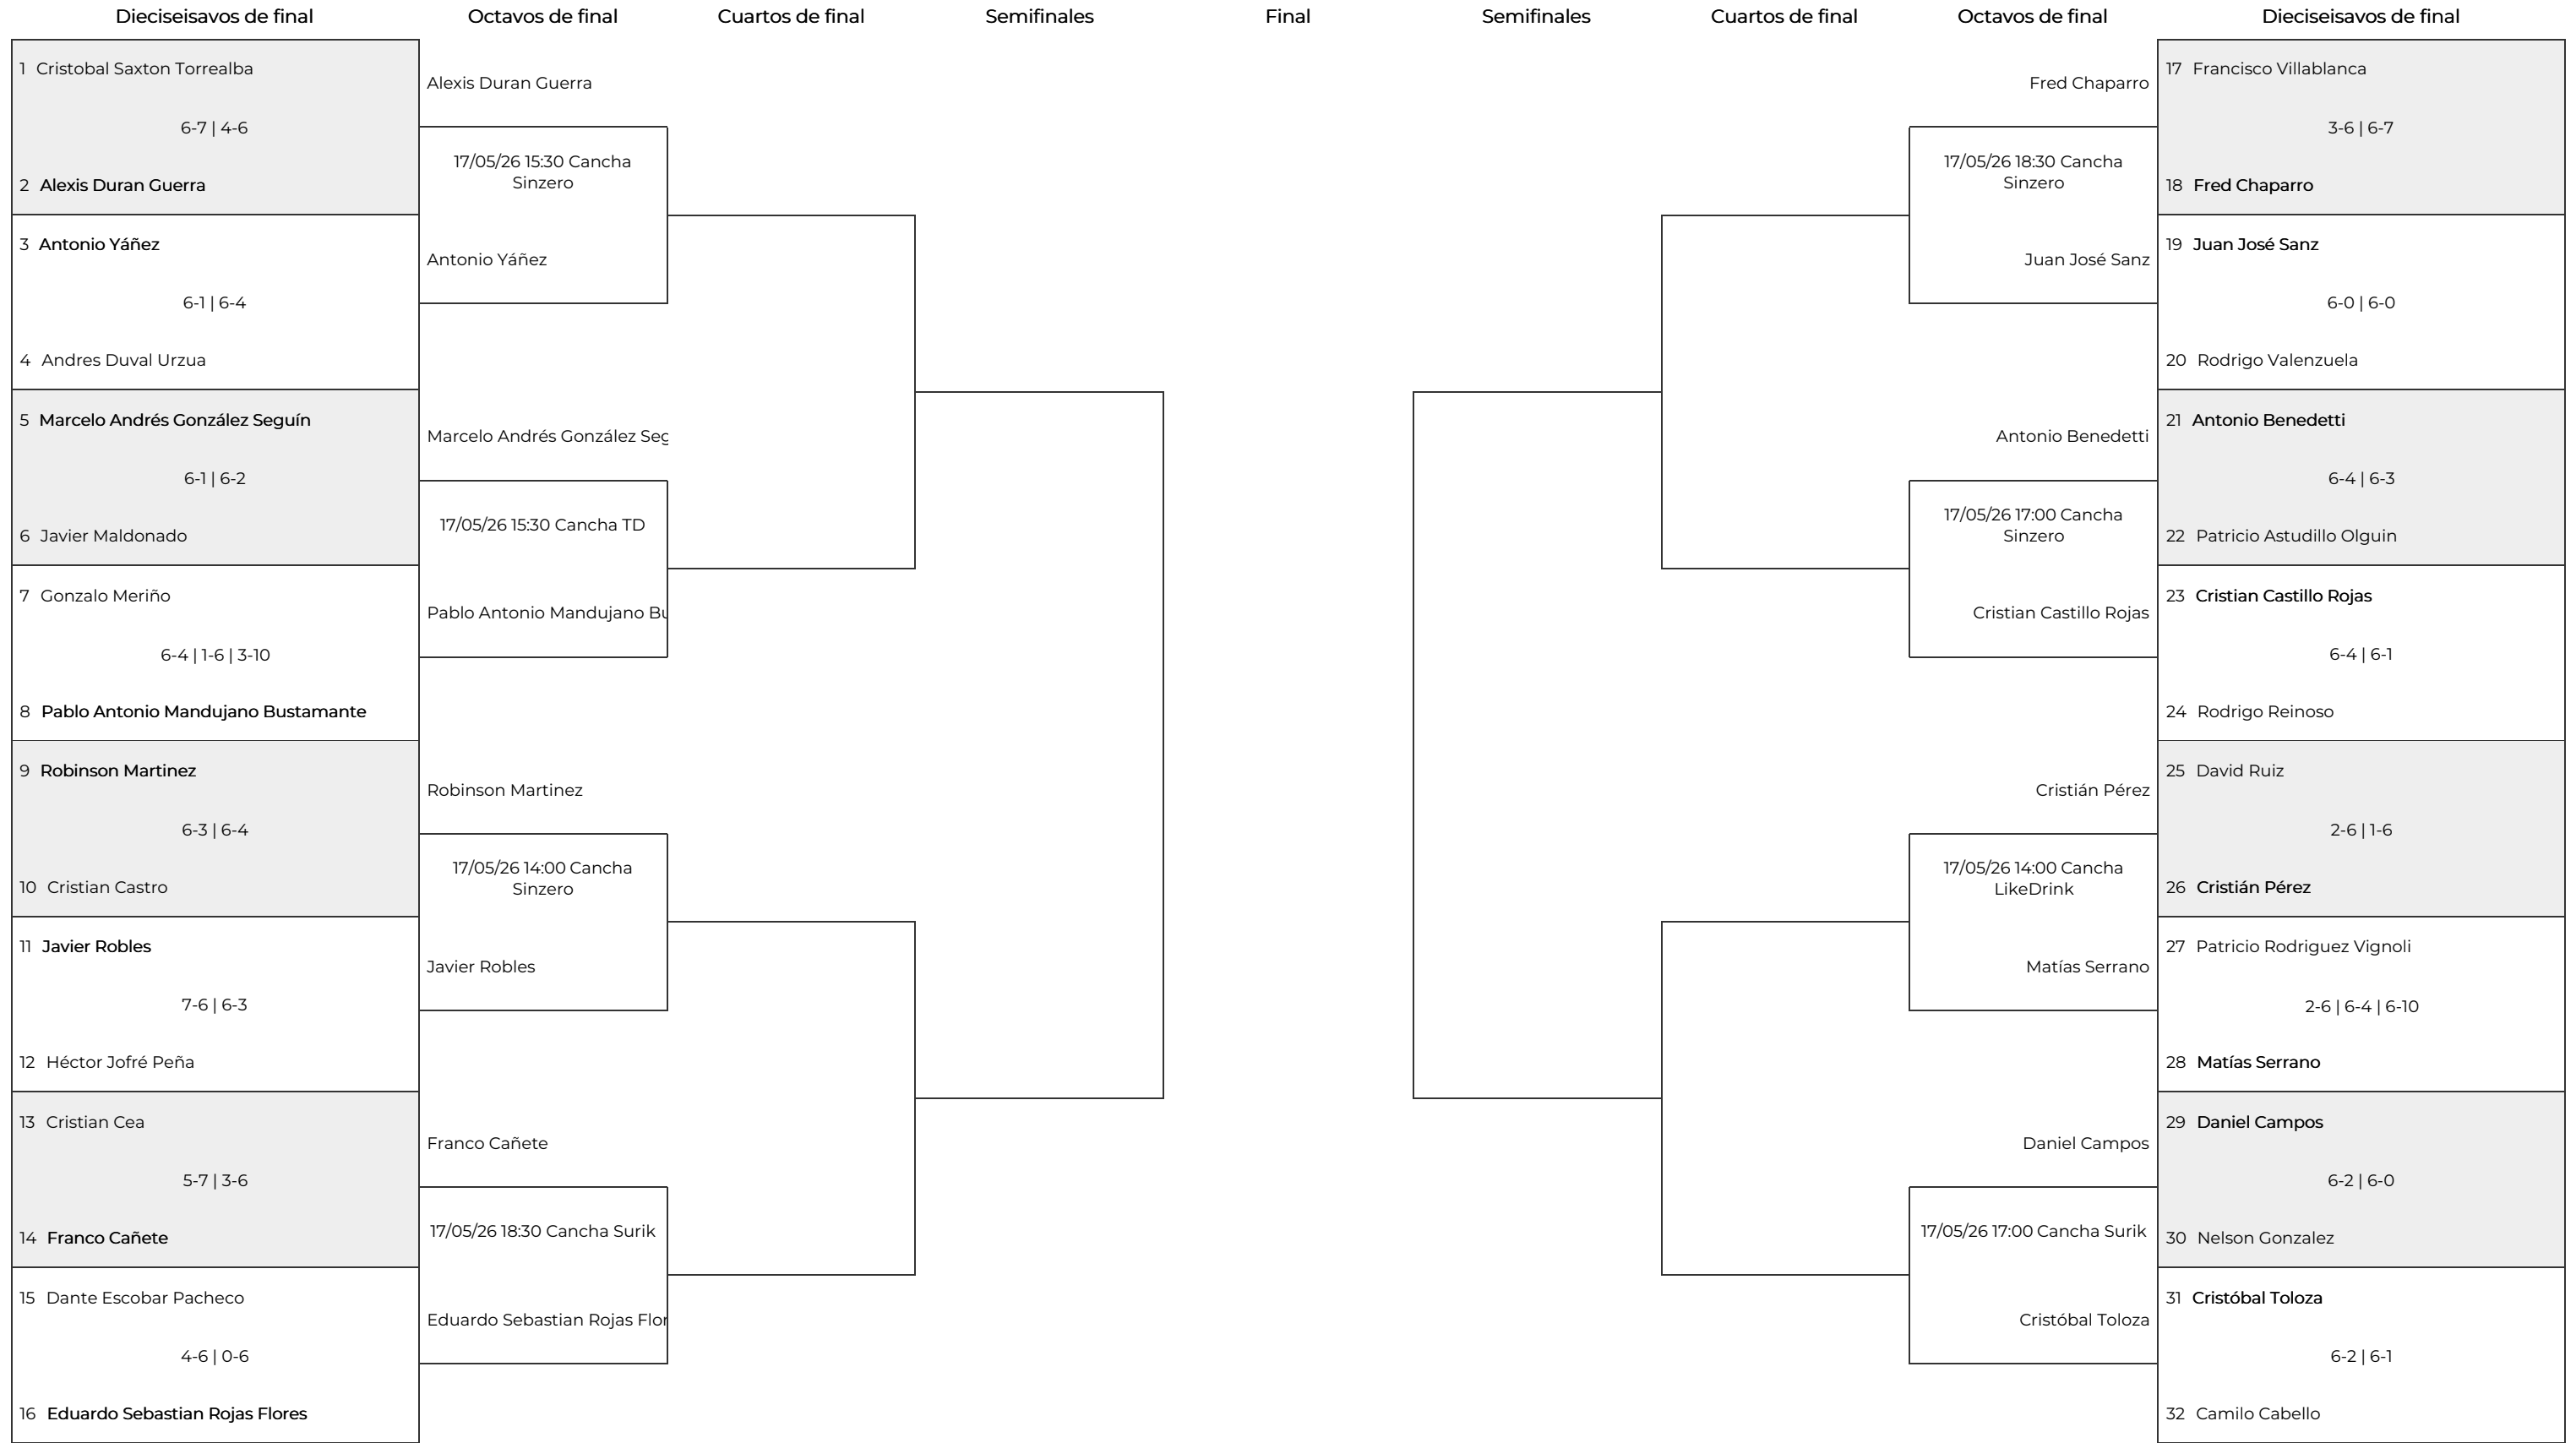 Dieciseisavos de final
Octavos de final
Cuartos de final
Semifinales
Final
Semifinales
Cuartos de final
Octavos de final
Dieciseisavos de final
1 Cristobal Saxton Torrealba
6-7 | 4-6
2 Alexis Duran Guerra
3 Antonio Yáñez
6-1 | 6-4
4 Andres Duval Urzua
5 Marcelo Andrés González Seguín
6-1 | 6-2
6 Javier Maldonado
7 Gonzalo Meriño
6-4 | 1-6 | 3-10
8 Pablo Antonio Mandujano Bustamante
9 Robinson Martinez
6-3 | 6-4
10 Cristian Castro
11 Javier Robles
7-6 | 6-3
12 Héctor Jofré Peña
13 Cristian Cea
5-7 | 3-6
14 Franco Cañete
15 Dante Escobar Pacheco
4-6 | 0-6
16 Eduardo Sebastian Rojas Flores
Alexis Duran Guerra
17/05/26 15:30 Cancha
Sinzero
Antonio Yáñez
Marcelo Andrés González Seg
17/05/26 15:30 Cancha TD
Pablo Antonio Mandujano Bu
Robinson Martinez
17/05/26 14:00 Cancha
Sinzero
Javier Robles
Franco Cañete
17/05/26 18:30 Cancha Surik
Eduardo Sebastian Rojas Flor
Fred Chaparro
17/05/26 18:30 Cancha
Sinzero
Juan José Sanz
Antonio Benedetti
17/05/26 17:00 Cancha
Sinzero
Cristian Castillo Rojas
Cristián Pérez
17/05/26 14:00 Cancha
LikeDrink
Matías Serrano
Daniel Campos
17/05/26 17:00 Cancha Surik
Cristóbal Toloza
17 Francisco Villablanca
3-6 | 6-7
18 Fred Chaparro
19 Juan José Sanz
6-0 | 6-0
20 Rodrigo Valenzuela
21 Antonio Benedetti
6-4 | 6-3
22 Patricio Astudillo Olguin
23 Cristian Castillo Rojas
6-4 | 6-1
24 Rodrigo Reinoso
25 David Ruiz
2-6 | 1-6
26 Cristián Pérez
27 Patricio Rodriguez Vignoli
2-6 | 6-4 | 6-10
28 Matías Serrano
29 Daniel Campos
6-2 | 6-0
30 Nelson Gonzalez
31 Cristóbal Toloza
6-2 | 6-1
32 Camilo Cabello